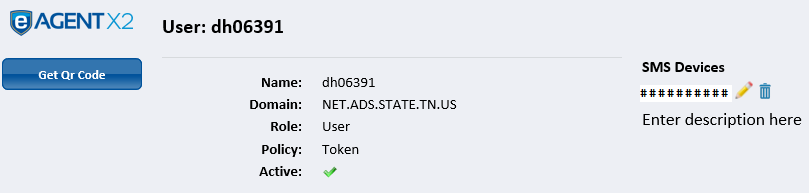 eAGENT X2
User: dh06391
Get Qr Code
Name: dh06391
Domain: NET.ADS.STATE.TN.US
Role: User
Policy: Token
Active:
SMS Devices
##########
Enter description here